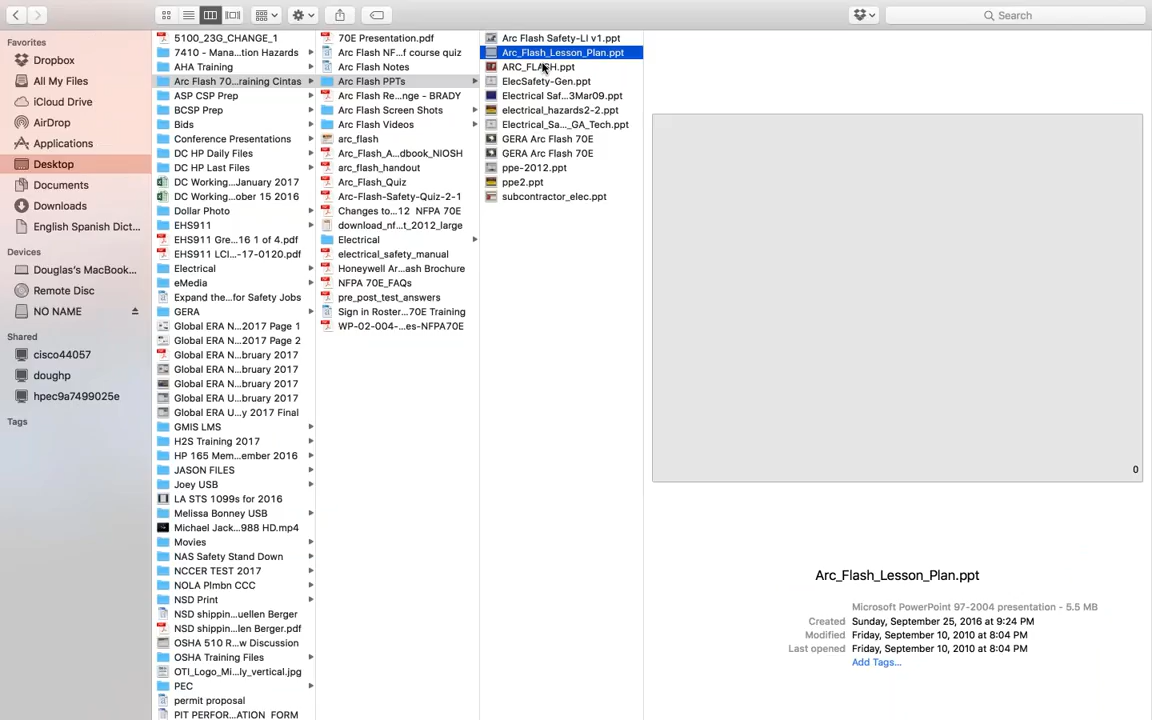 Search
Favorites
Dropbox
All My Files
iCloud Drive
AirDrop
Applications
Desktop
Documents
Downloads
English Spanish Dict...
Devices
Douglas's MacBook...
Remote Disc
NO NAME
Shared
cisco44057
doughp
hpec9a7499025e
Tags
5100_23G_CHANGE_1
7410 - Mana...tion Hazards
AHA Training
Arc Flash 70...raining Cintas
ASP CSP Prep
BCSP Prep
Bids
Conference Presentations
DC HP Daily Files
DC HP Last Files
DC Working...January 2017
DC Working...ober 15 2016
Dollar Photo
EHS911
EHS911 Gre...16 1 of 4.pdf
EHS911 LCI...-17-0120.pdf
Electrical
eMedia
Expand the...for Safety Jobs
GERA
Global ERA N...2017 Page 1
Global ERA N...2017 Page 2
Global ERA N...bruary 2017
Global ERA N...bruary 2017
Global ERA N...bruary 2017
Global ERA U...bruary 2017
Global ERA U...y 2017 Final
GMIS LMS
H2S Training 2017
HP 165 Mem...ember 2016
JASON FILES
Joey USB
LA STS 1099s for 2016
Melissa Bonney USB
Michael Jack...988 HD.mp4
Movies
NAS Safety Stand Down
NCCER TEST 2017
NOLA Plmbn CCC
NSD Print
NSD shippin...uellen Berger
NSD shippin...len Berger.pdf
OSHA 510 R...w Discussion
OSHA Training Files
OTI_Logo_Mi...ly_vertical.jpg
PEC
permit proposal
PIT PERFOR...ATION FORM
70E Presentation.pdf
Arc Flash NF...f course quiz
Arc Flash Notes
Arc Flash PPTs
Arc Flash Re...nge - BRADY
Arc Flash Screen Shots
Arc Flash Videos
arc_flash
Arc_Flash_A...dbook_NIOSH
arc_flash_handout
Arc_Flash_Quiz
Arc-Flash-Safety-Quiz-2-1
Changes to...12 NFPA 70E
download_nf...t_2012_large
Electrical
electrical_safety_manual
Honeywell Ar...ash Brochure
NFPA 70E_FAQs
pre_post_test_answers
Sign in Roster...70E Training
WP-02-004-...es-NFPA70E
Arc Flash Safety-LI v1.ppt
Arc_Flash_Lesson_Plan.ppt
ARC_FLASH.ppt
ElecSafety-Gen.ppt
Electrical Saf...3Mar09.ppt
electrical_hazards2-2.ppt
Electrical_Sa..._GA_Tech.ppt
GERA Arc Flash 70E
GERA Arc Flash 70E
ppe-2012.ppt
ppe2.ppt
subcontractor_elec.ppt
0
Arc_Flash_Lesson_Plan.ppt
Microsoft PowerPoint 97-2004 presentation - 5.5 MB
Created Sunday, September 25, 2016 at 9:24 PM
Modified Friday, September 10, 2010 at 8:04 PM
Last opened Friday, September 10, 2010 at 8:04 PM
Add Tags...